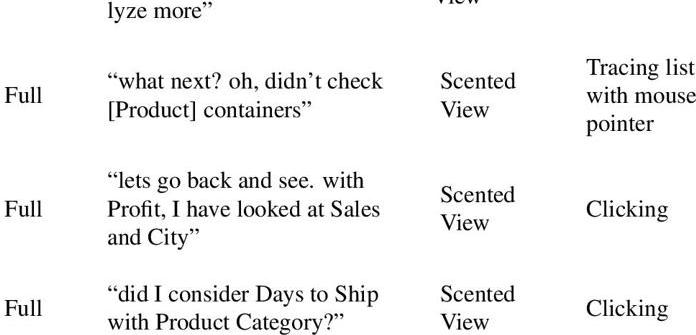 lyze more”
View
Full “what next? oh, didn’t check [Product] containers” Scented View Tracing list with mouse pointer
Full “lets go back and see. with Profit, I have looked at Sales and City” Scented View Clicking
Full “did I consider Days to Ship with Product Category?” Scented View Clicking